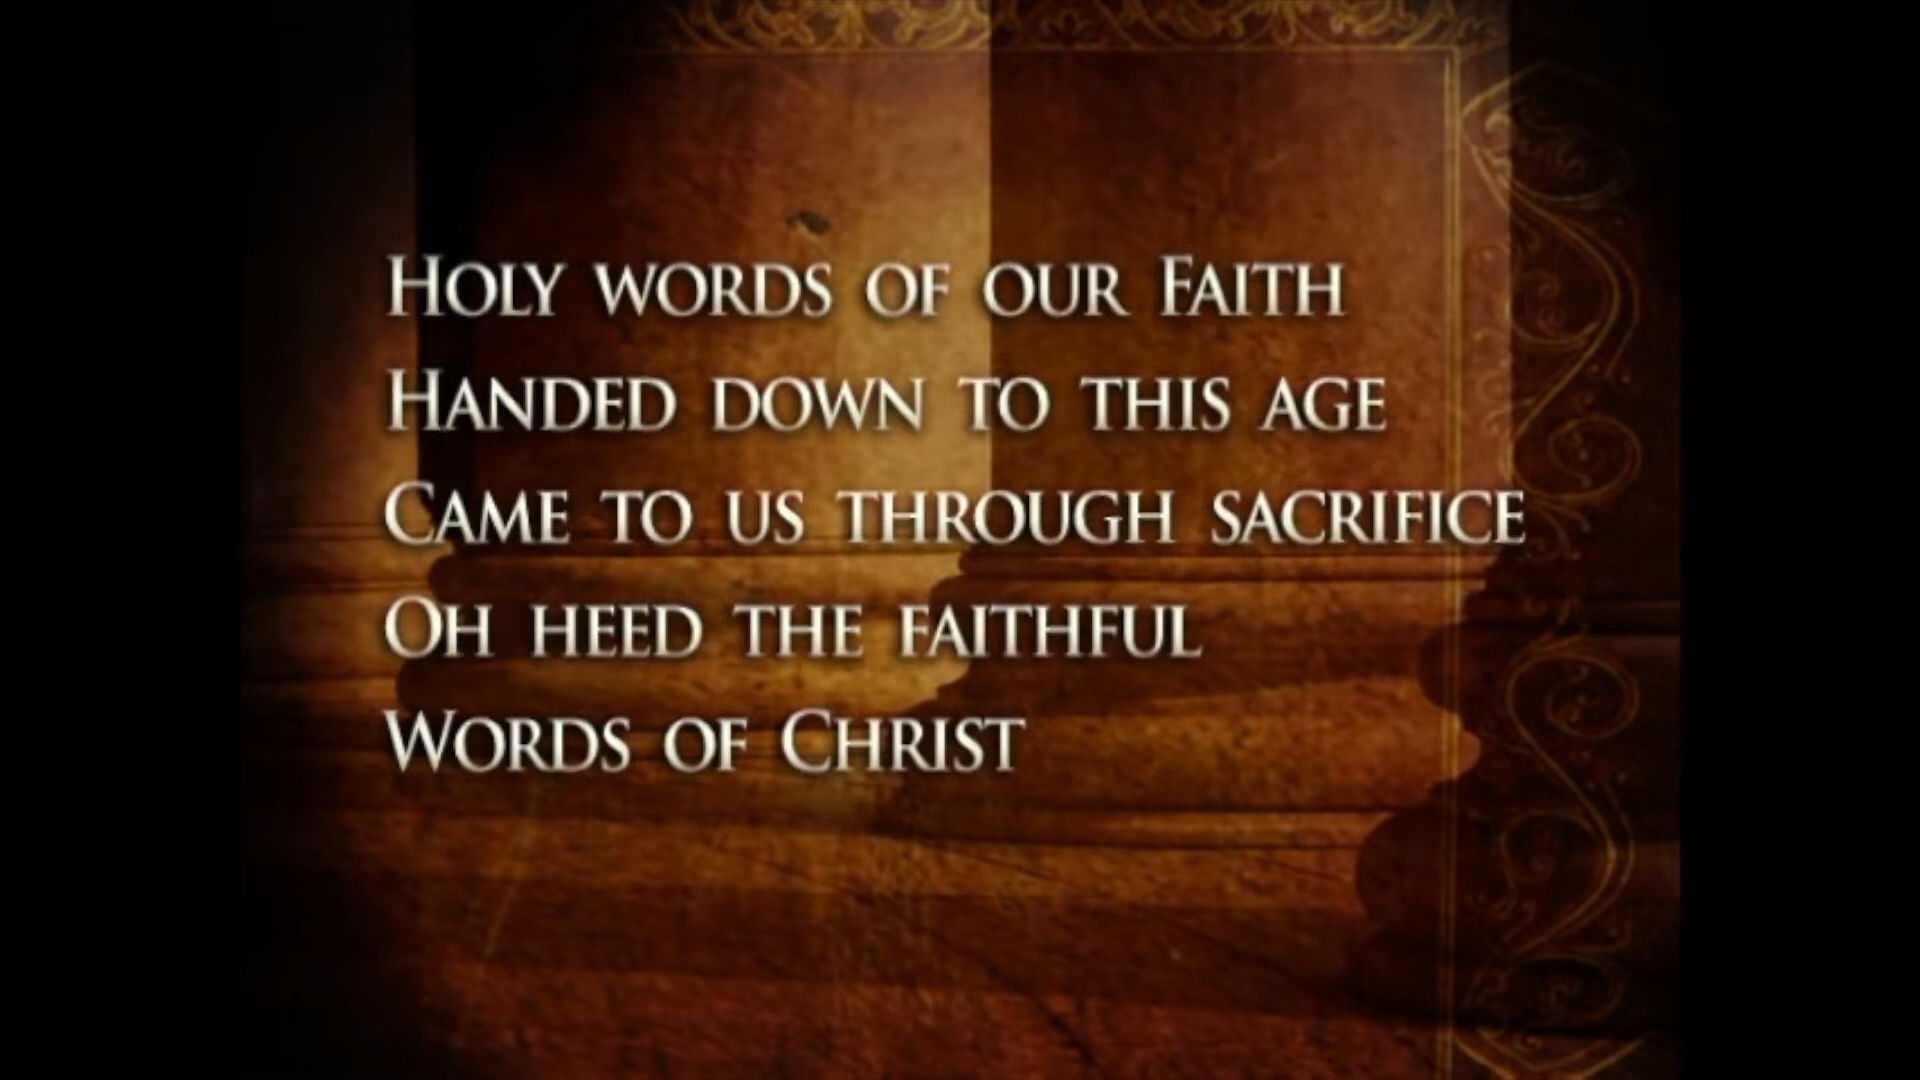 Holy words of our Faith
Handed down to this age
Came to us through sacrifice
Oh heed the faithful
Words of Christ